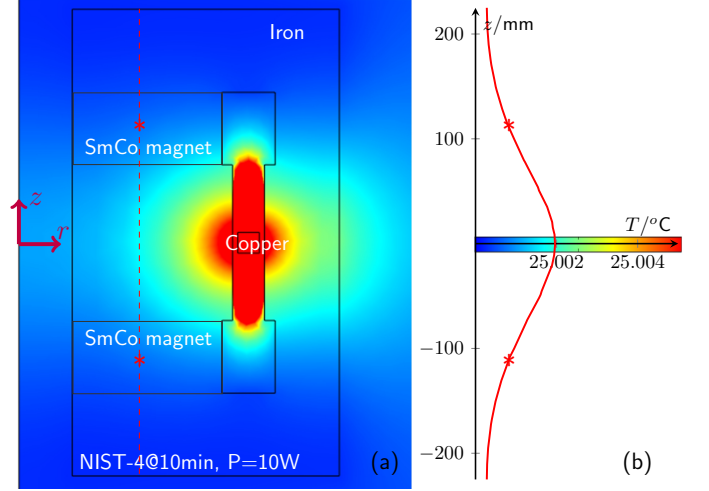 Iron
SmCo magnet
z
r
Copper
SmCo magnet
NIST-4@10min, P=10W
(a)
z/mm
200
100
T/°C
25.002
25.004
−100
−200
(b)